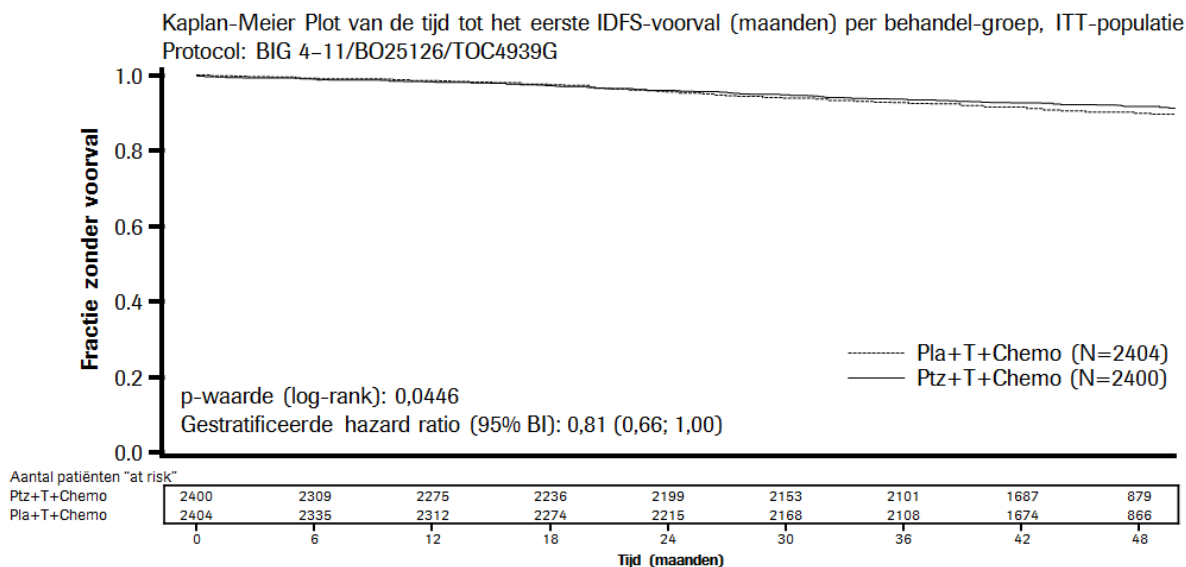 Kaplan-Meier Plot van de tijd tot het eerste IDFS-voorval (maanden) per behandel-groep, ITT-populatie
Protocol: BIG 4-11/BO25126/TOC4939G
1.0
0.8
0.6
0.4
0.2
0.0
Fractie zonder voorval
Pla+T+Chemo (N=2404)
Ptz+T+Chemo (N=2400)
p-waarde (log-rank): 0,0446
Gestratificeerde hazard ratio (95% BI): 0,81 (0,66; 1,00)
Aantal patiënten "at risk"
Ptz+T+Chemo 2400 2309 2275 2236 2199 2153 2101 1687 879
Pla+T+Chemo 2404 2335 2312 2274 2215 2168 2108 1674 866
0 6 12 18 24 30 36 42 48
Tijd (maanden)